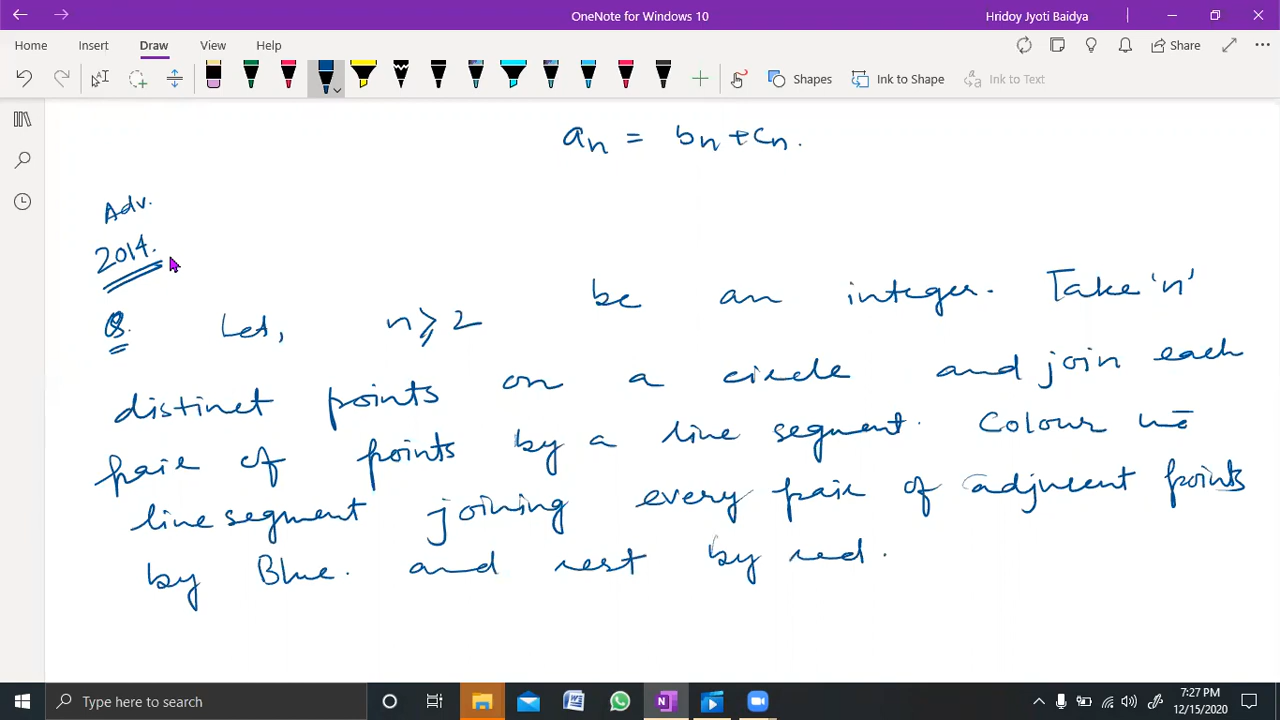 OneNote for Windows 10
Hridoy Jyoti Baidya
Home Insert Draw View Help
Share
Shapes
Ink to Shape
Ink to Text
an = bn + cn.
Adv.
2014.
Q. Let, n ≥ 2 be an integer. Take 'n'
distinct points on a circle and join each
pair of points by a line segment. Colour
line segment joining every pair of adjucent points
by Blue. and rest by red.
Type here to search
7:27 PM
12/15/2020